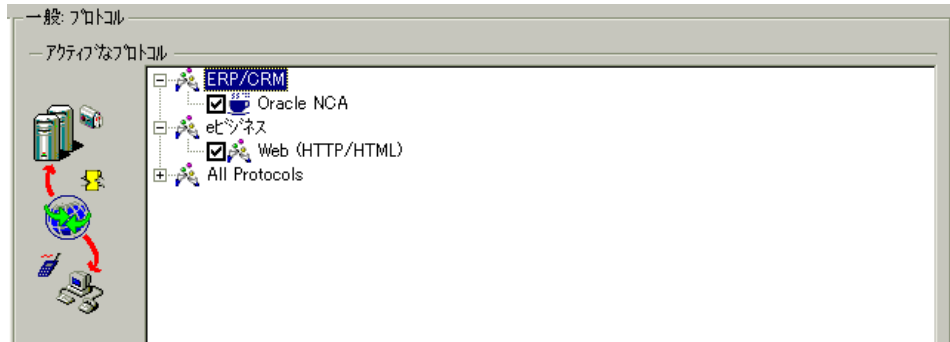 一般: プロトコル
アクティブなプロトコル
ERP/CRM
Oracle NCA
eビジネス
Web (HTTP/HTML)
All Protocols